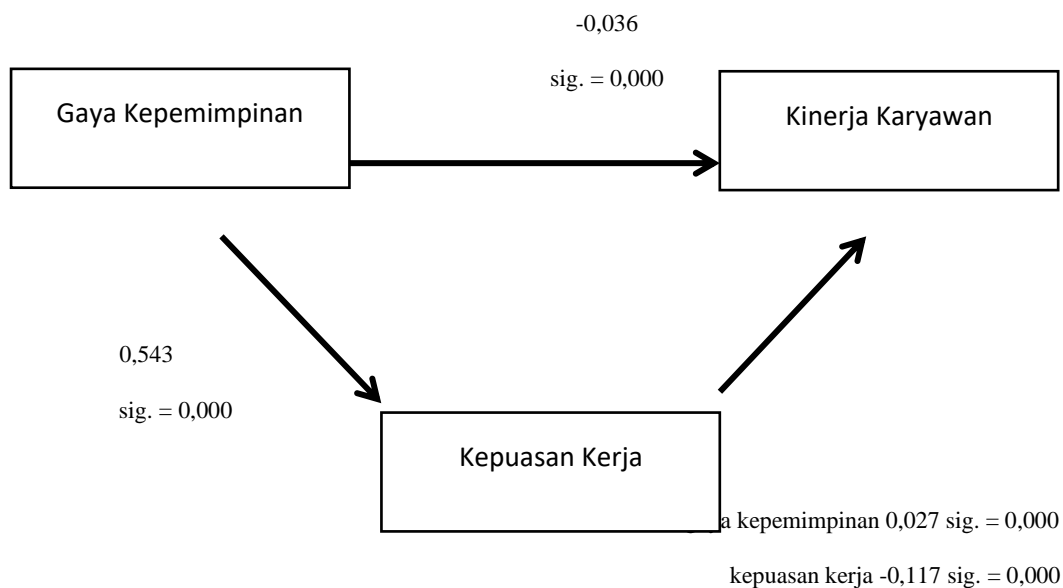 -0,036
sig. = 0,000
Gaya Kepemimpinan
Kinerja Karyawan
0,543
sig. = 0,000
Kepuasan Kerja
kepemimpinan 0,027 sig. = 0,000
kepuasan kerja -0,117 sig. = 0,000